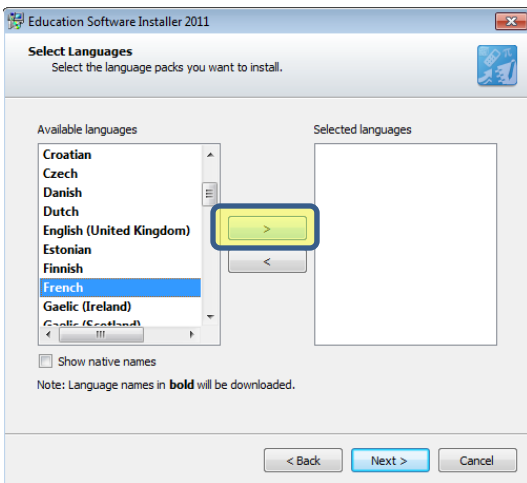 Education Software Installer 2011
Select Languages
Select the language packs you want to install.
Available languages
Selected languages
Croatian
Czech
Danish
Dutch
English (United Kingdom)
Estonian
Finnish
French
Gaelic (Ireland)
Gaelic (Scotland)
>
<
Show native names
Note: Language names in bold will be downloaded.
< Back
Next >
Cancel